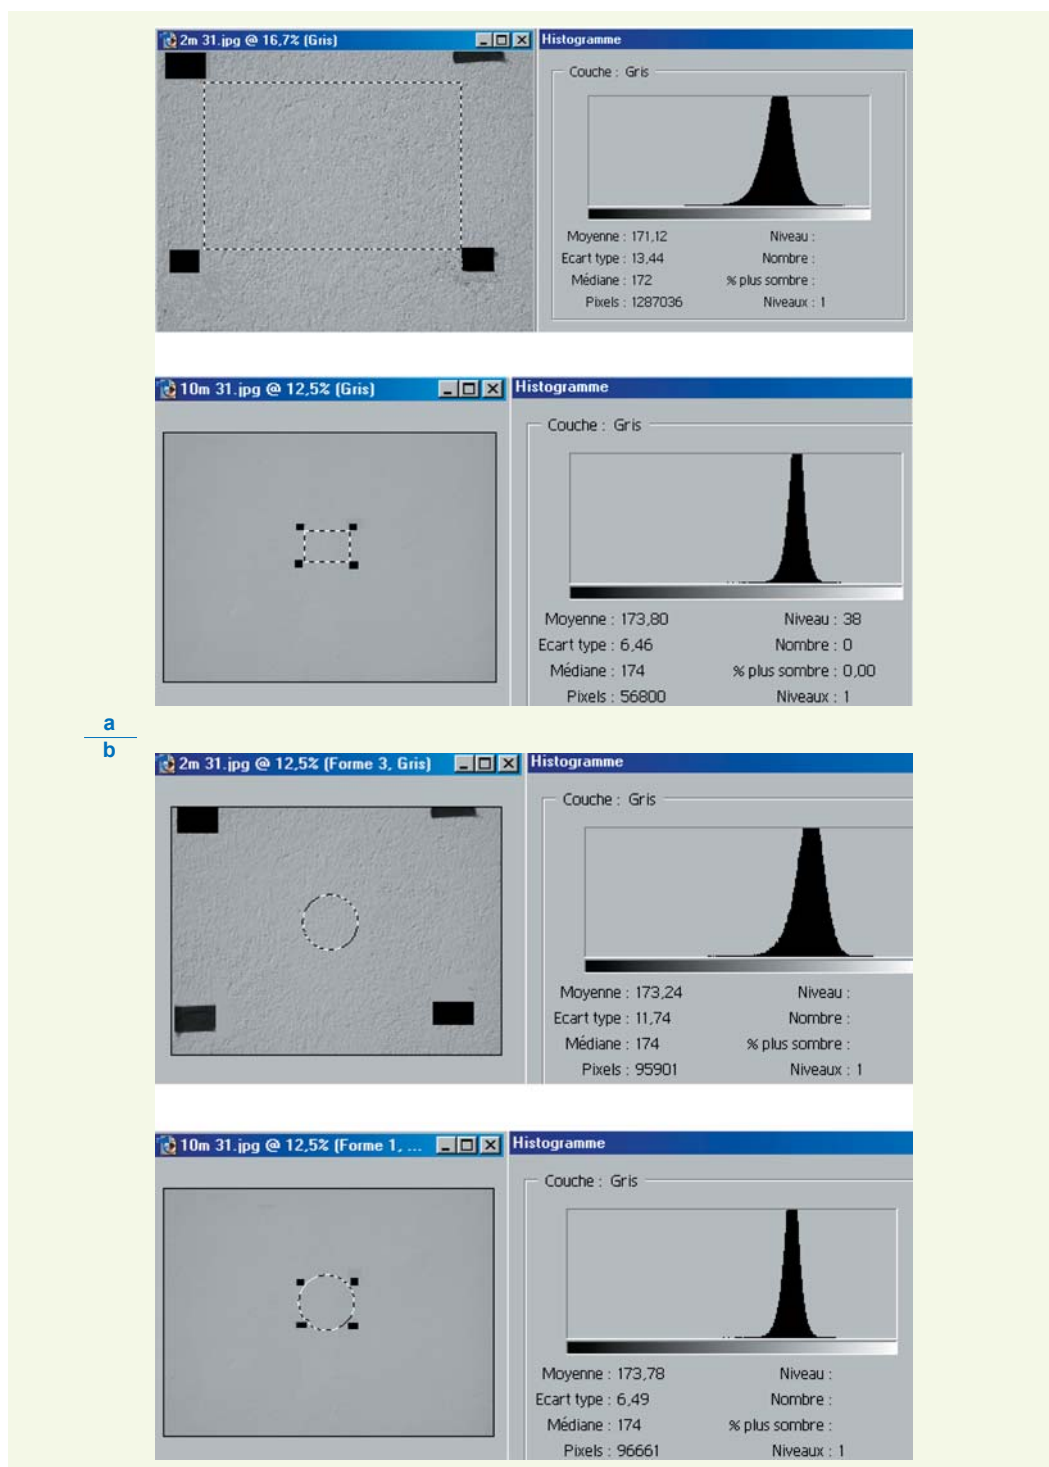 2m 31.jpg @ 16,7% (Gris)
Histogramme
Couche : Gris
Moyenne : 171,12
Niveau :
Ecart type : 13,44
Nombre :
Médiane : 172
% plus sombre :
Pixels : 1287036
Niveaux : 1
10m 31.jpg @ 12,5% (Gris)
Histogramme
Couche : Gris
Moyenne : 173,80
Niveau : 38
Ecart type : 6,46
Nombre : 0
Médiane : 174
% plus sombre : 0,00
Pixels : 56800
Niveaux : 1
a
b
2m 31.jpg @ 12,5% (Forme 3, Gris)
Histogramme
Couche : Gris
Moyenne : 173,24
Niveau :
Ecart type : 11,74
Nombre :
Médiane : 174
% plus sombre :
Pixels : 95901
Niveaux : 1
10m 31.jpg @ 12,5% (Forme 1, ...
Histogramme
Couche : Gris
Moyenne : 173,78
Niveau :
Ecart type : 6,49
Nombre :
Médiane : 174
% plus sombre :
Pixels : 96661
Niveaux : 1